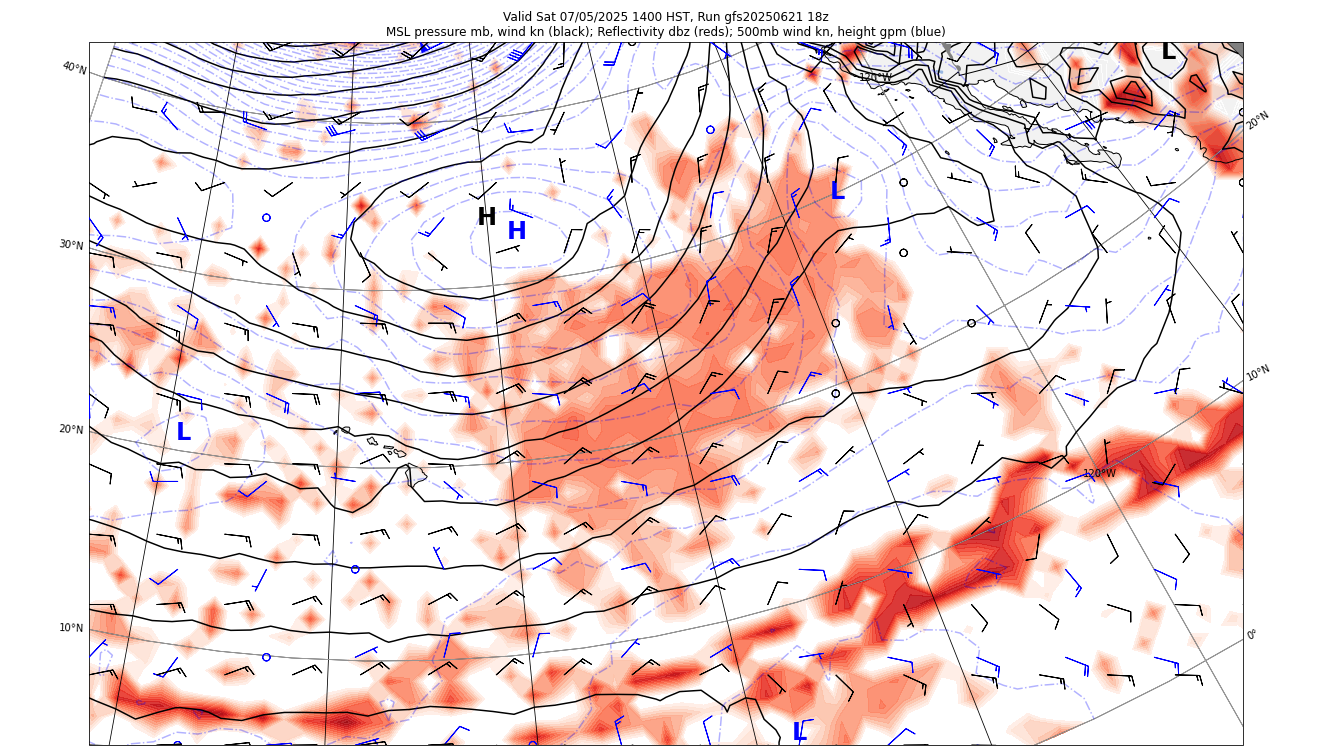 Valid Sat 07/05/2025 1400 HST, Run gfs20250621 18z
MSL pressure mb, wind kn (black); Reflectivity dbz (reds); 500mb wind kn, height gpm (blue)
L
40°N
120°W
20°N
L
H
H
30°N
10°N
20°N
L
120°W
10°N
0°
L